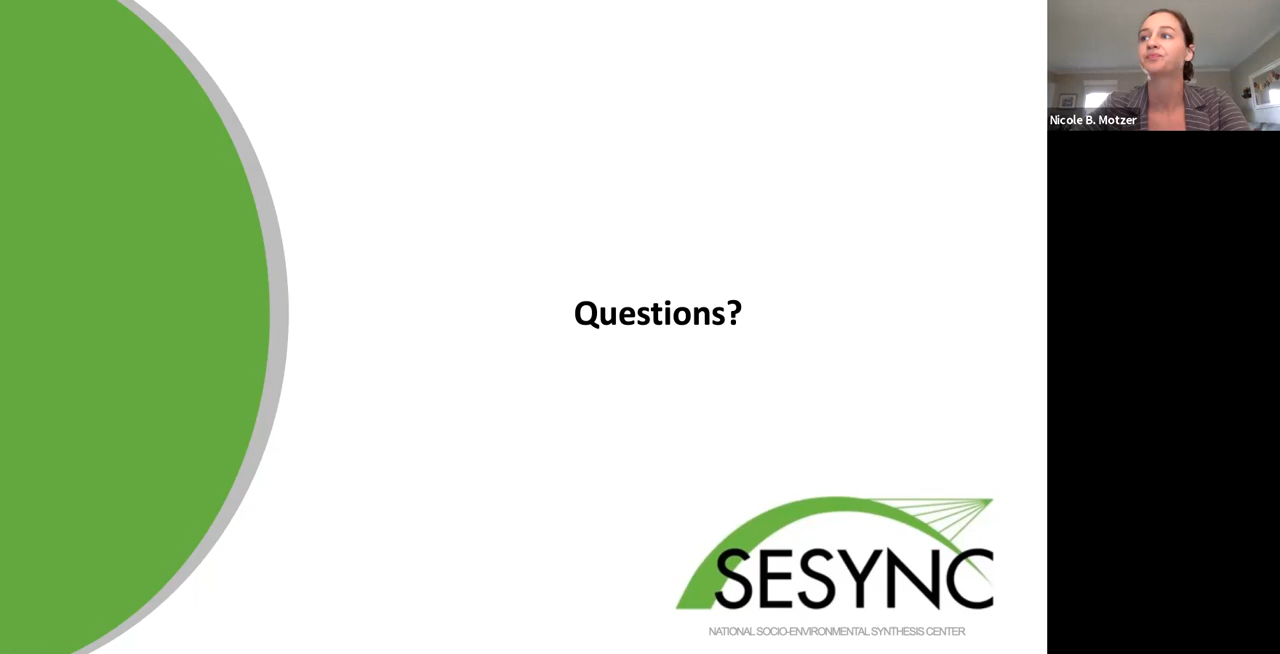 Nicole B. Motzer
Questions?
SESYNC
NATIONAL SOCIO-ENVIRONMENTAL SYNTHESIS CENTER